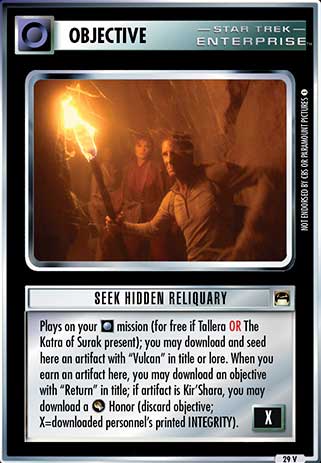 OBJECTIVE
STAR TREK
ENTERPRISE™
NOT ENDORSED BY CBS OR PARAMOUNT PICTURES
SEEK HIDDEN RELIQUARY
Plays on your mission (for free if Tallera OR The
Katra of Surak present); you may download and seed
here an artifact with “Vulkan” in title or lore. When you
earn an artifact here, you may download an objective
with “Return” in title; if artifact is Kir’Shara, you may
download a Honor (discard objective;
X=downloaded personnel’s printed INTEGRITY).
X
29 V